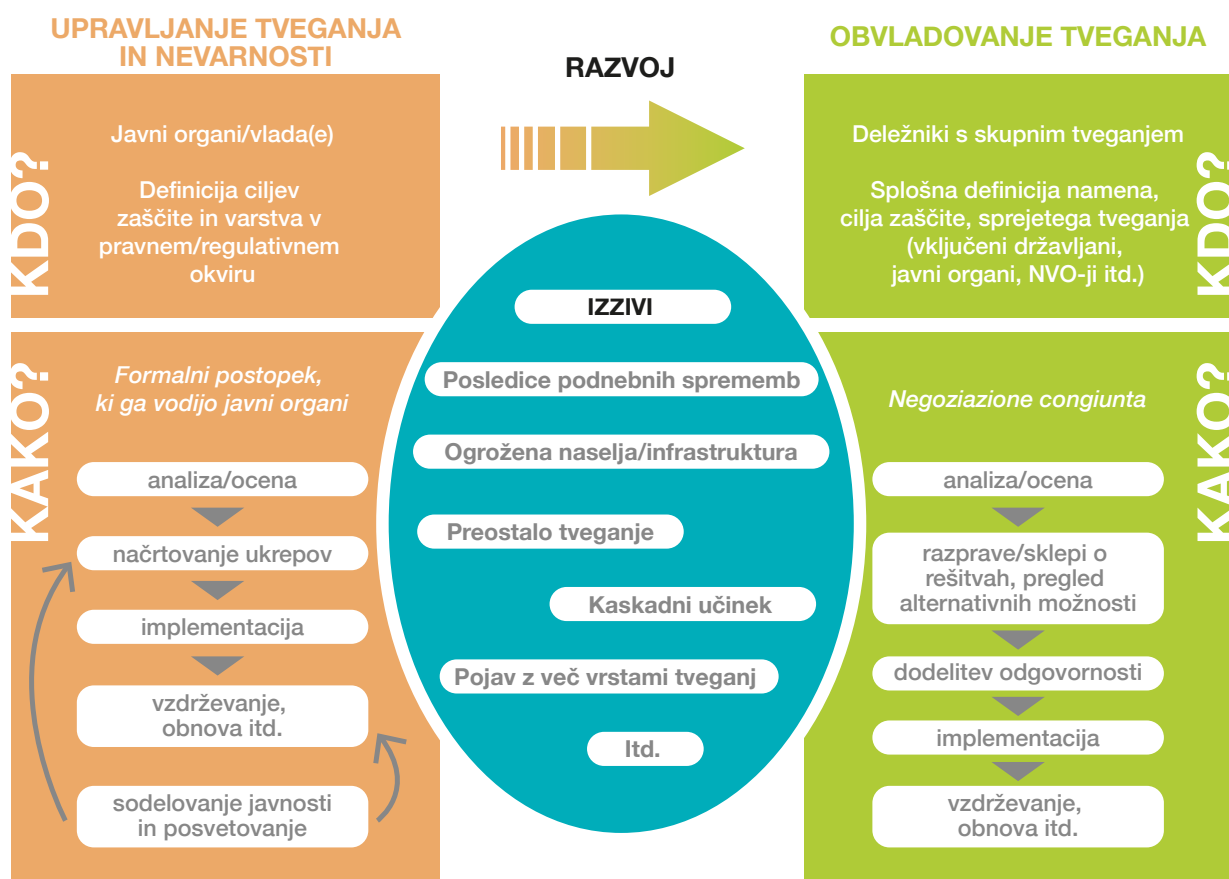 UPRAVLJANJE TVEGANJA
IN NEVARNOSTI
KDO?
Javni organi/vlada(e)
Definicija ciljev
zaščite in varstva v
pravnem/regulativnem
okviru
KAKO?
Formalni postopek,
ki ga vodijo javni organi
analiza/ocena
načrtovanje ukrepov
implementacija
vzdrževanje,
obnova itd.
sodelovanje javnosti
in posvetovanje
RAZVOJ
IZZIVI
Posledice podnebnih sprememb
Ogrožena naselja/infrastruktura
Preostalo tveganje
Kaskadni učinek
Pojav z več vrstami tveganj
Itd.
OBVLADOVANJE TVEGANJA
KDO?
Deležniki s skupnim tveganjem
Splošna definicija namena,
cilja zaščite, sprejetega tveganja
(vključeni državljani,
javni organi, NVO-ji itd.)
KAKO?
Negoziazione congiunta
analiza/ocena
razprave/sklepi o
rešitvah, pregled
alternativnih možnosti
dodelitev odgovornosti
implementacija
vzdrževanje,
obnova itd.